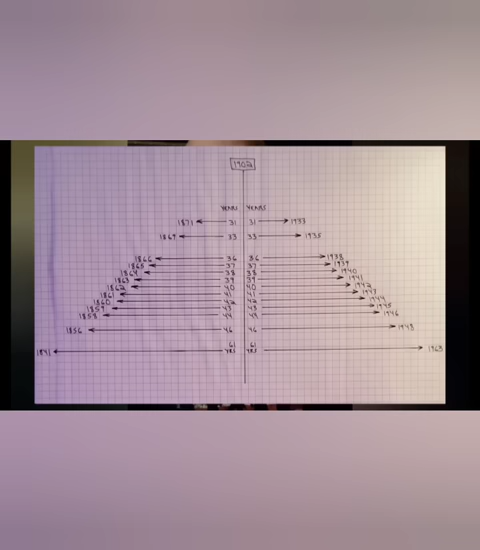 1902
YEARS YEARS
1871 31 31 1933
1869 33 33 1935
1866 36 36 1938
1865 37 37 1939
1864 38 38 1940
1863 39 39 1941
1862 40 40 1942
1861 41 41 1943
1860 42 42 1944
1859 43 43 1945
1858 44 44 1946
1856 46 46 1948
61 61
1841 YRS YRS 1963